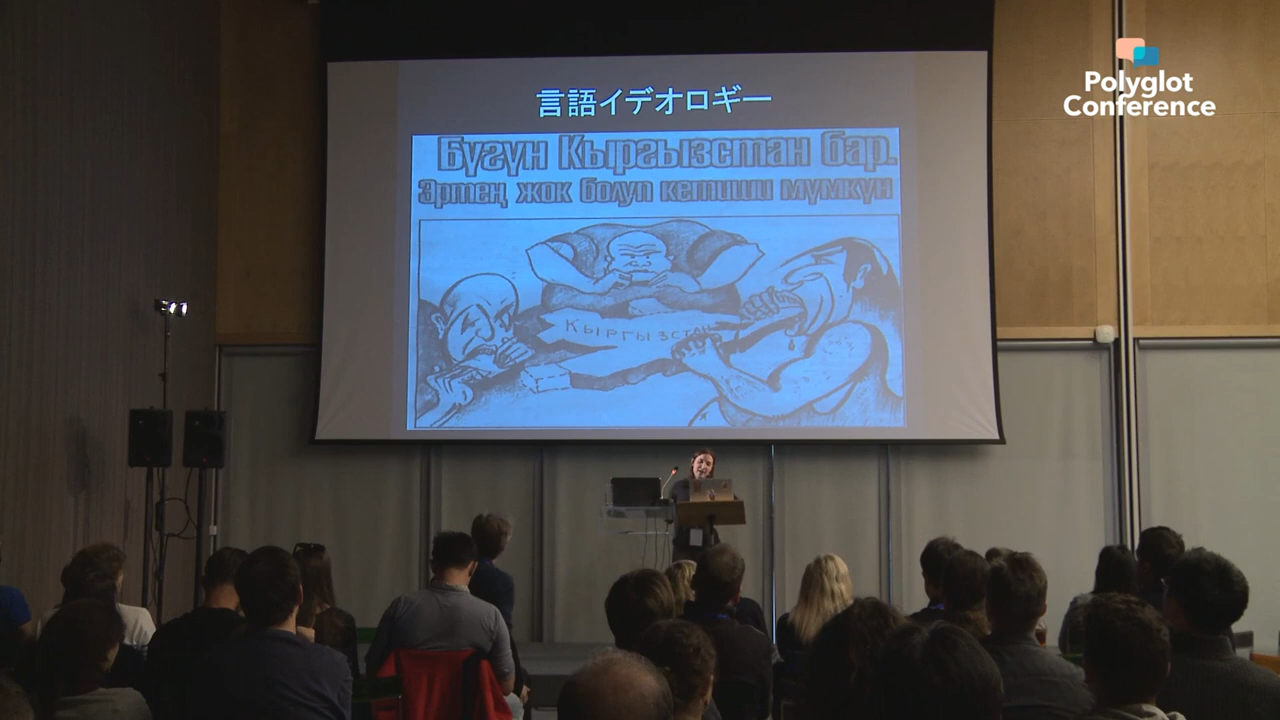 言語イデオロギー
Бүгүн Кыргызстан бар.
Эртең жок болуп кетиши мүмкүн
КЫРГЫЗСТАН
Polyglot
Conference